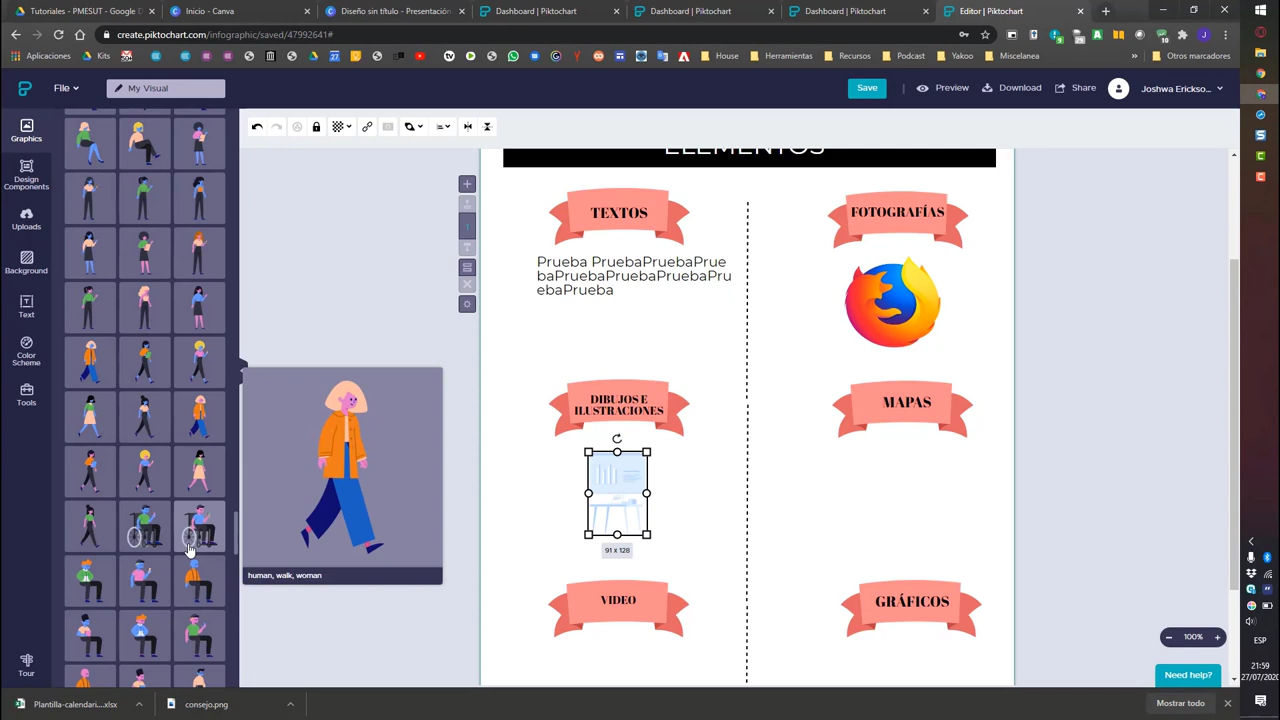 Tutoriales - PMESUT - Goo
Inicio - Canva
Diseño sin título - Presentación
Dashboard | Piktochart
Dashboard | Piktochart
Dashboard | Piktochart
Editor | Piktochart
create.piktochart.com/infographic/saved/47992641#
Aplicaciones
House
Herramientas
Recursos
Podcast
Yakoo
Miscelanea
Otros marcadores
File
My Visual
Save
Preview
Download
Share
Joshwa Erickso...
Graphics
Design
Components
Uploads
Background
Text
Color
Scheme
Tools
Tour
ELEMENTOS
TEXTOS
FOTOGRAFÍAS
Prueba PruebaPruebaPrue
baPruebaPruebaPruebaPru
ebaPrueba
DIBUJOS E
ILUSTRACIONES
MAPAS
91 x 128
human, walk, woman
VIDEO
GRÁFICOS
100%
Need help?
ESP
21:59
27/07/2020
Plantilla-calendari....xlsx
consejo.png
Mostrar todo